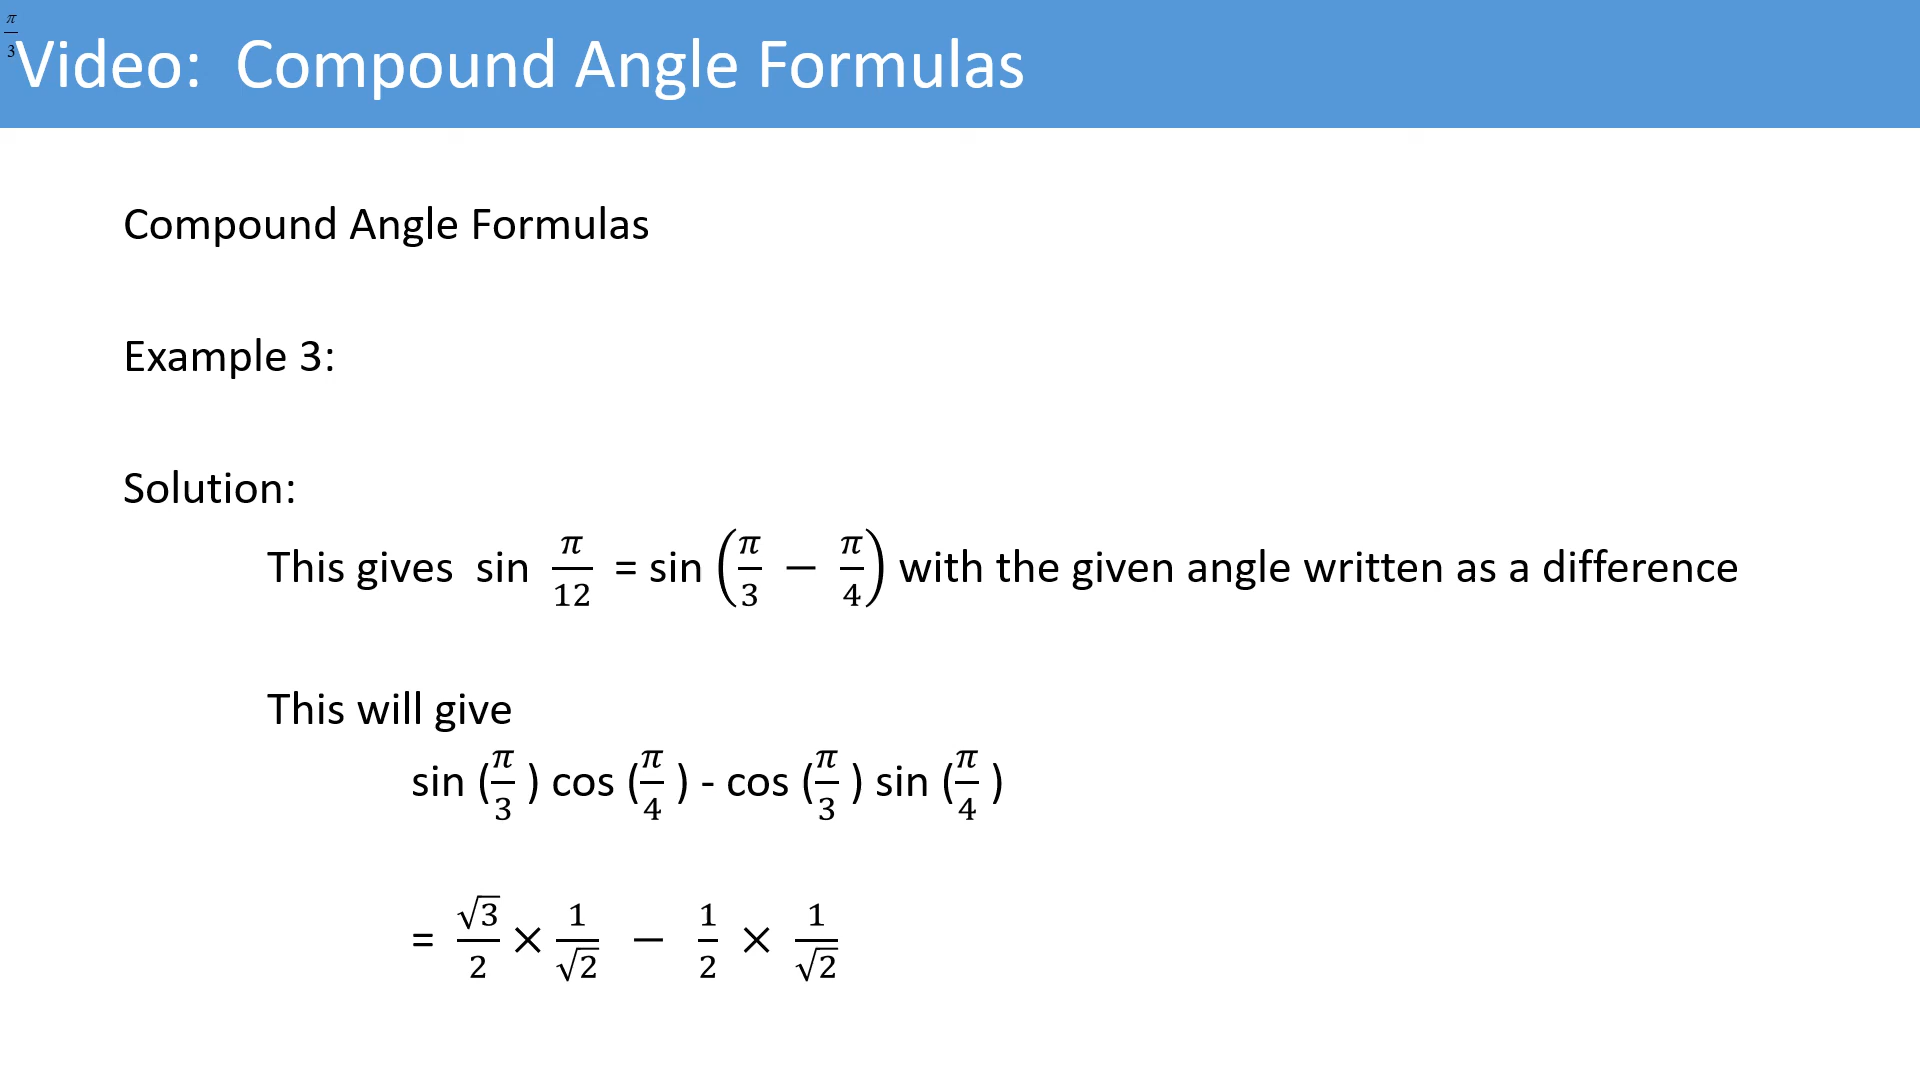 π/3
Video: Compound Angle Formulas
Compound Angle Formulas
Example 3:
Solution:
This gives sin π/12 = sin (π/3 − π/4) with the given angle written as a difference
This will give
sin (π/3 ) cos (π/4 ) - cos (π/3 ) sin (π/4 )
= √3/2 × 1/√2 − 1/2 × 1/√2